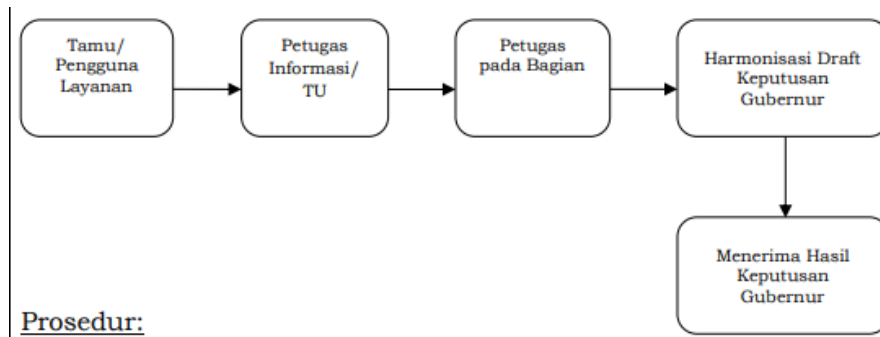 Tamu/
Pengguna
Layanan
Petugas
Informasi/
TU
Petugas
pada Bagian
Harmonisasi Draft
Keputusan
Gubernur
Menerima Hasil
Keputusan
Gubernur
Prosedur: